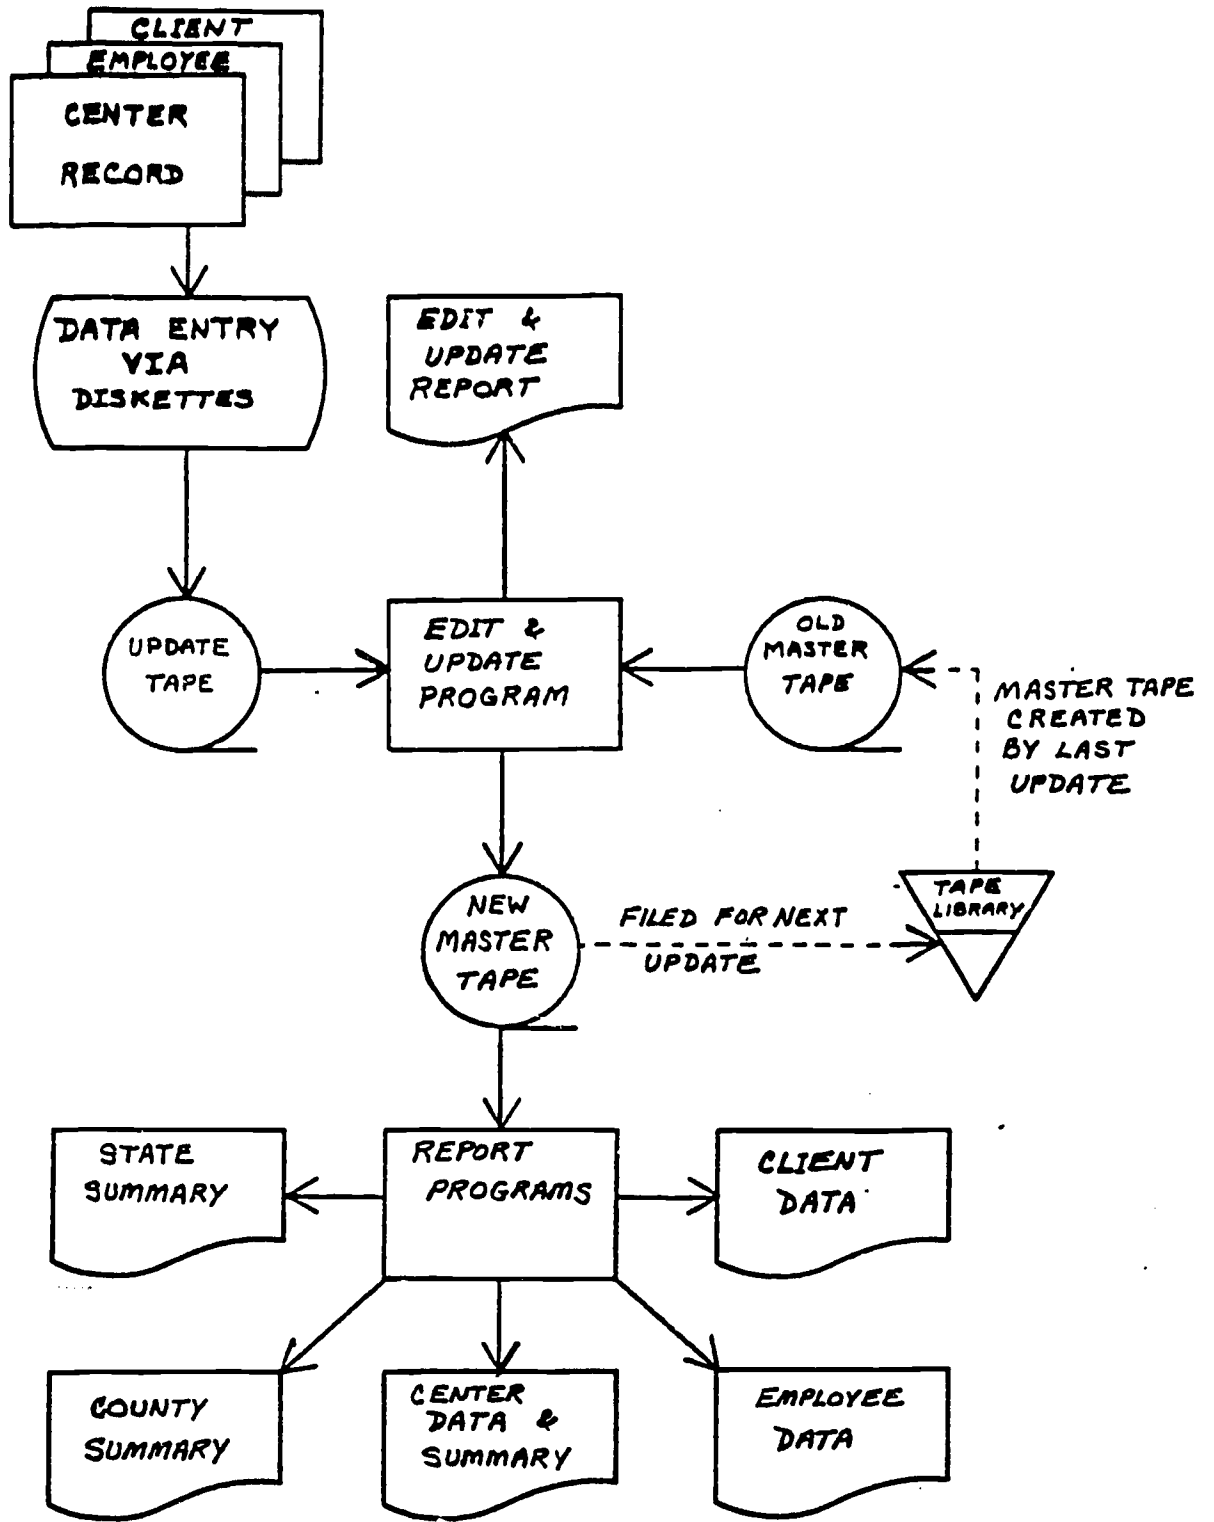 CLIENT
EMPLOYEE
CENTER
RECORD
DATA ENTRY
VIA
DISKETTES
EDIT &
UPDATE
REPORT
UPDATE
TAPE
EDIT &
UPDATE
PROGRAM
OLD
MASTER
TAPE
MASTER TAPE
CREATED
BY LAST
UPDATE
NEW
MASTER
TAPE
FILED FOR NEXT
UPDATE
TAPE
LIBRARY
STATE
SUMMARY
REPORT
PROGRAMS
CLIENT
DATA
COUNTY
SUMMARY
CENTER
DATA &
SUMMARY
EMPLOYEE
DATA